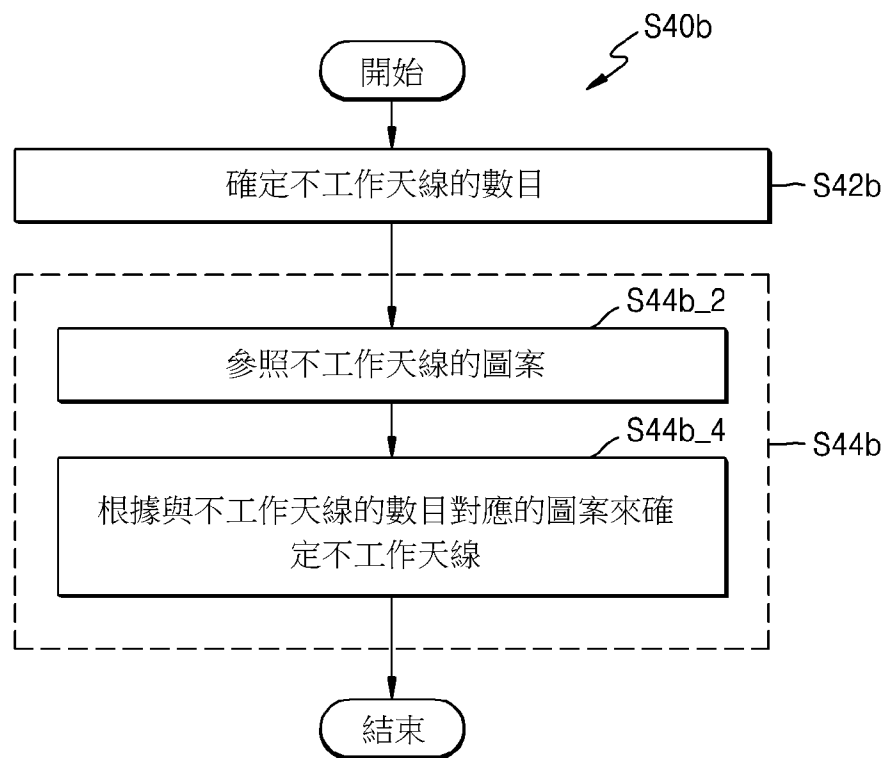 S40b
開始
確定不工作天線的數目
S42b
S44b_2
參照不工作天線的圖案
S44b_4
根據與不工作天線的數目對應的圖案來確
定不工作天線
S44b
結束